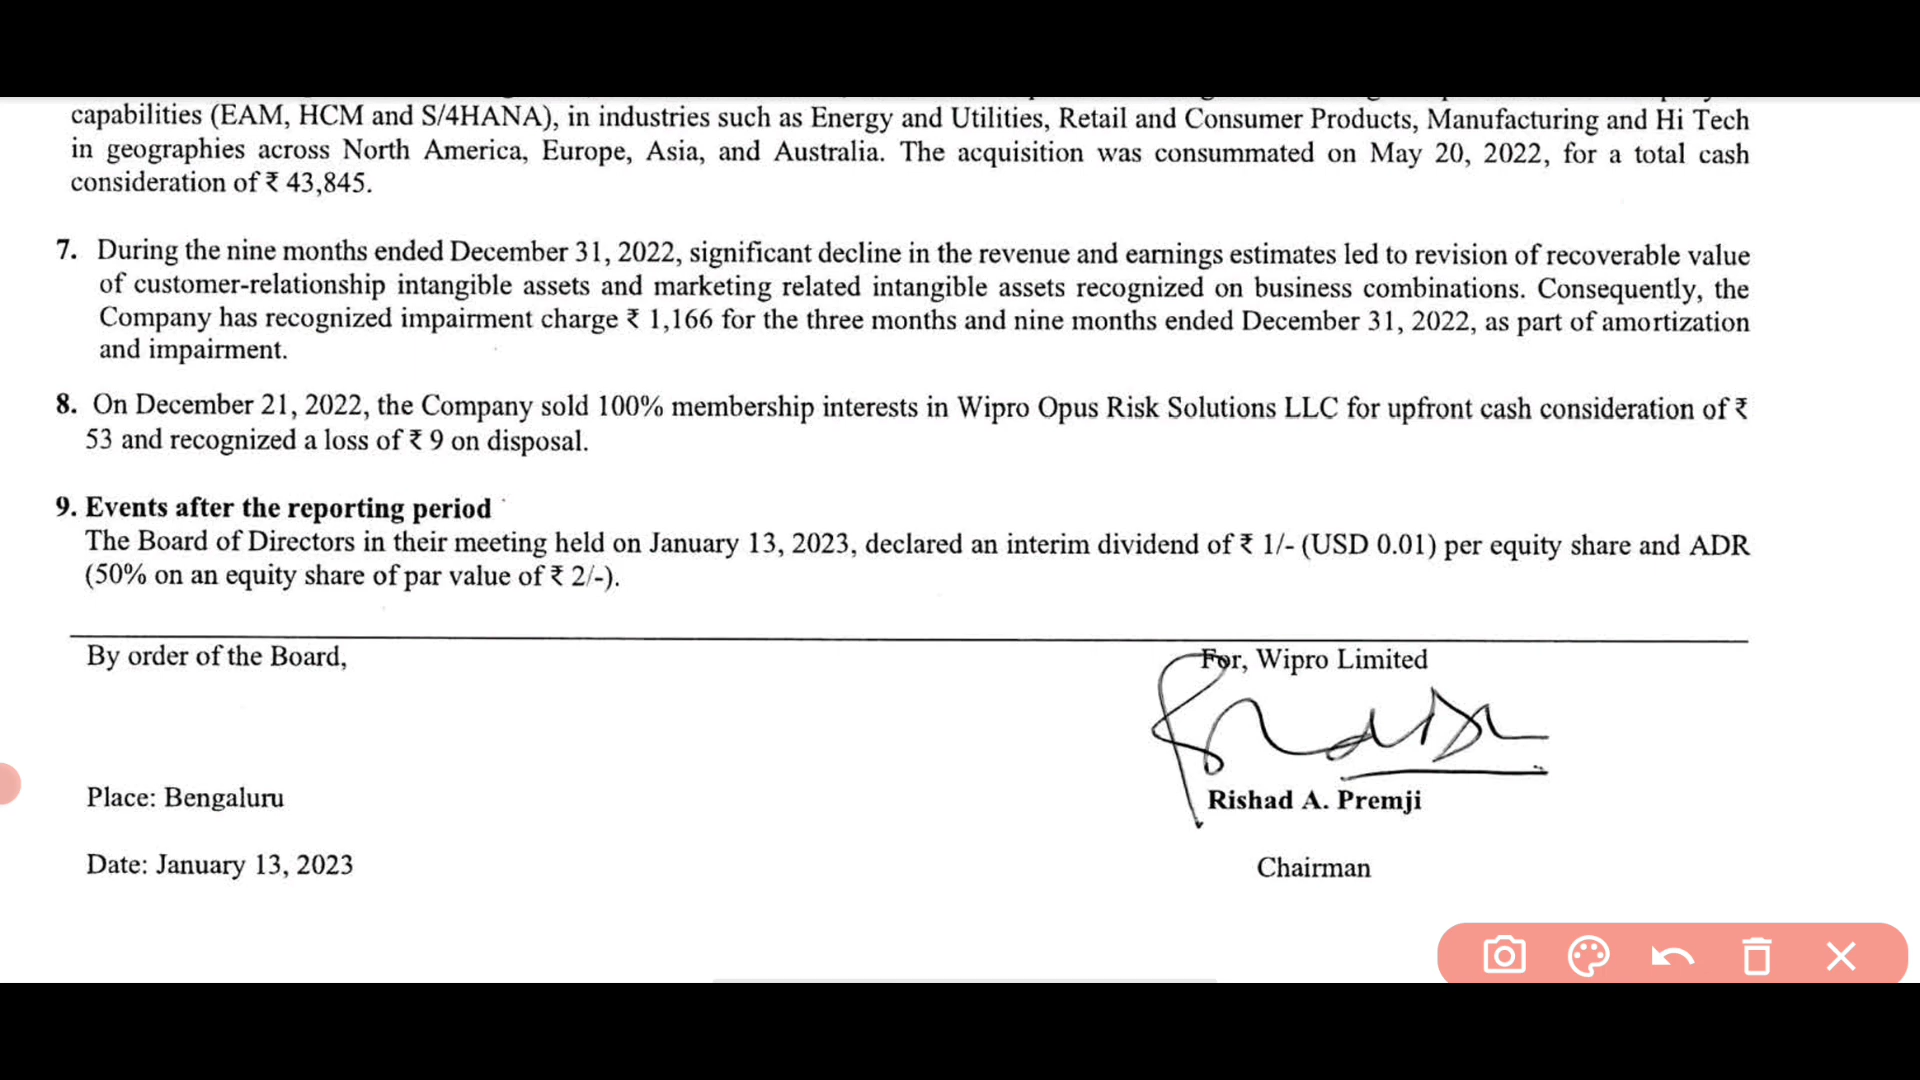 capabilities (EAM, HCM and S/4HANA), in industries such as Energy and Utilities, Retail and Consumer Products, Manufacturing and Hi Tech
in geographies across North America, Europe, Asia, and Australia. The acquisition was consummated on May 20, 2022, for a total cash
consideration of ₹ 43,845.
7. During the nine months ended December 31, 2022, significant decline in the revenue and earnings estimates led to revision of recoverable value
of customer-relationship intangible assets and marketing related intangible assets recognized on business combinations. Consequently, the
Company has recognized impairment charge ₹ 1,166 for the three months and nine months ended December 31, 2022, as part of amortization
and impairment.
8. On December 21, 2022, the Company sold 100% membership interests in Wipro Opus Risk Solutions LLC for upfront cash consideration of ₹
53 and recognized a loss of ₹ 9 on disposal.
9. Events after the reporting period
The Board of Directors in their meeting held on January 13, 2023, declared an interim dividend of ₹ 1/- (USD 0.01) per equity share and ADR
(50% on an equity share of par value of ₹ 2/-).
By order of the Board,
For, Wipro Limited
Place: Bengaluru
Rishad A. Premji
Date: January 13, 2023
Chairman